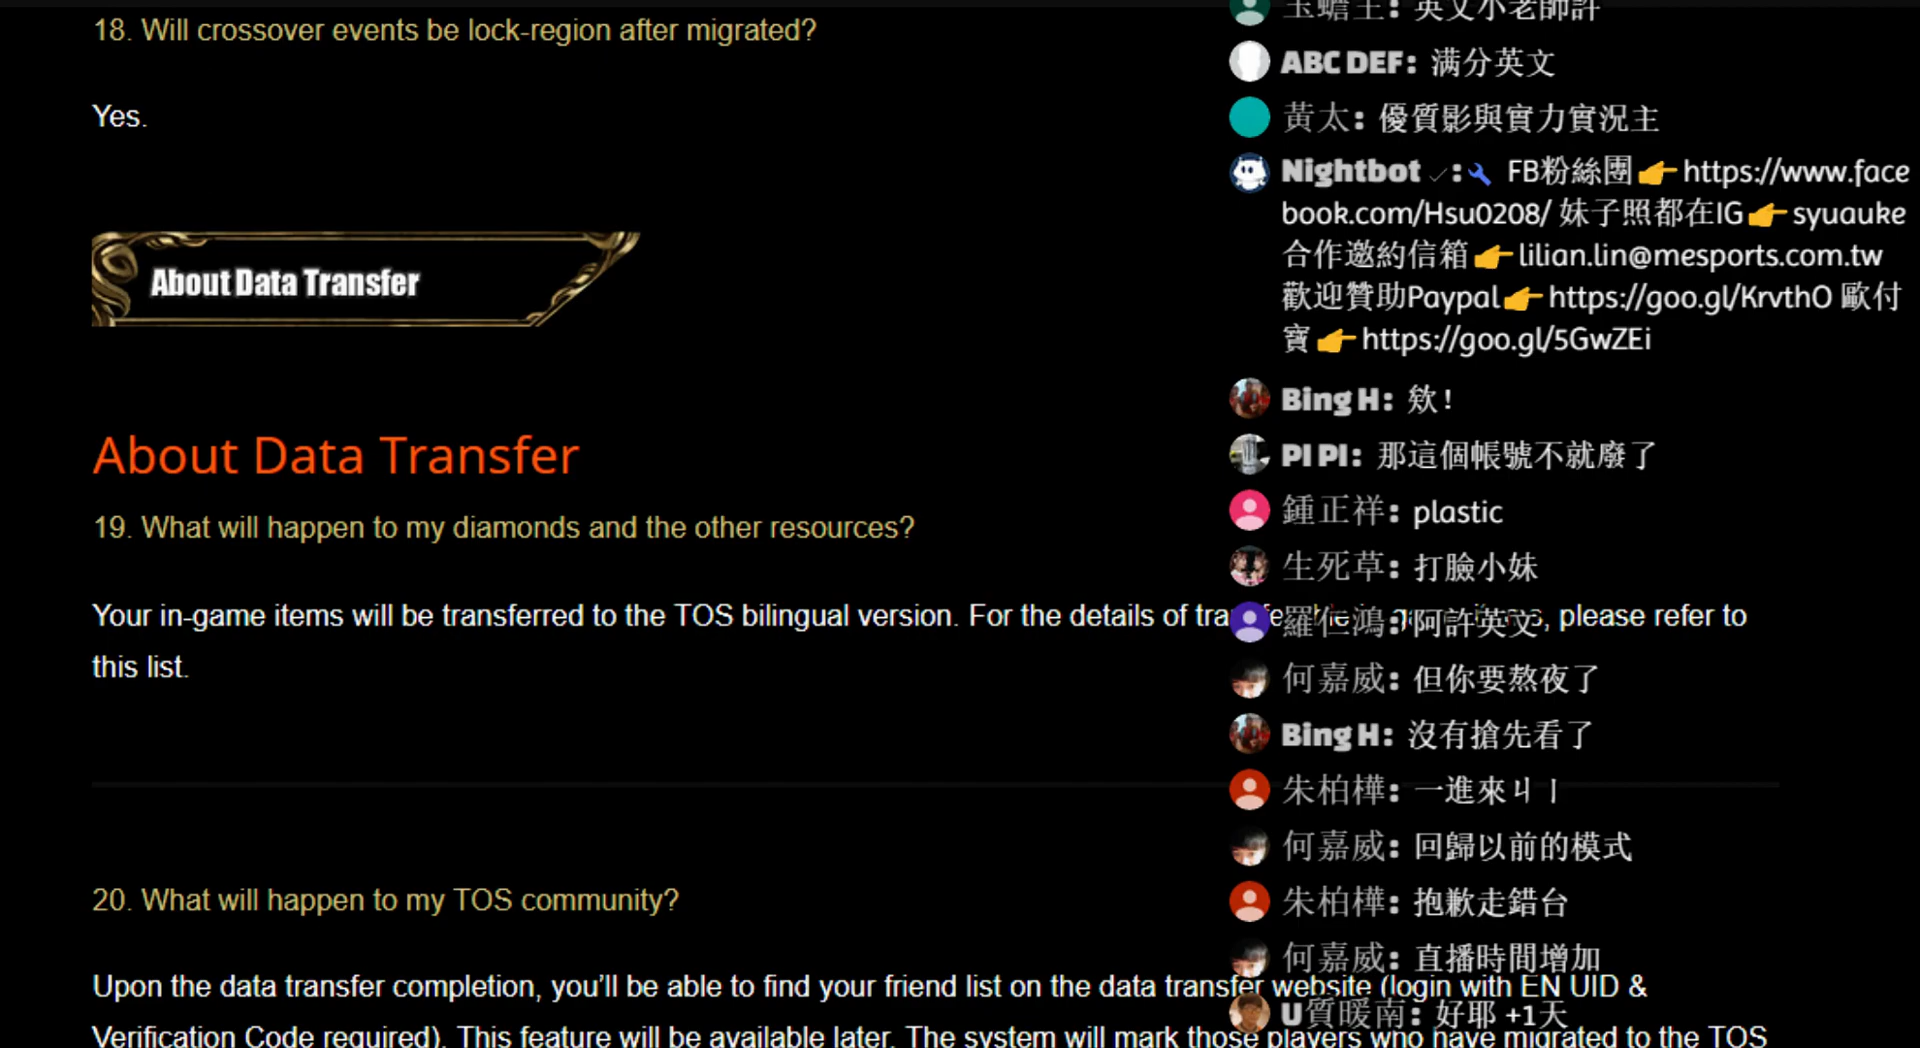 18. Will crossover events be lock-region after migrated?
Yes.
About Data Transfer
About Data Transfer
19. What will happen to my diamonds and the other resources?
Your in-game items will be transferred to the TOS bilingual version. For the details of please refer to
this list.
20. What will happen to my TOS community?
Upon the data transfer completion, you’ll be able to find your friend list on the data transfer website (login with EN UID &
Verification Code required). This feature will be available later. The system will mark those players who have migrated to the TOS
玉蟾王: 英文小老師許
ABC DEF: 满分英文
黃太: 優質影與實力實況主
Nightbot ✓:🔧 FB粉絲團👉https://www.face
book.com/Hsu0208/ 妹子照都在IG👉syuauke
合作邀約信箱👉lilian.lin@mesports.com.tw
歡迎贊助Paypal👉https://goo.gl/KrvthO 歐付
寶👉https://goo.gl/5GwZEi
Bing H: 欸!
PI PI: 那這個帳號不就廢了
鍾正祥: plastic
生死草: 打臉小妹
羅仁鴻: 阿許英文
何嘉威: 但你要熬夜了
Bing H: 沒有搶先看了
朱柏樺: 一進來ㄐㄧ
何嘉威: 回歸以前的模式
朱柏樺: 抱歉走錯台
何嘉威: 直播時間增加
U質暖南: 好耶 +1天